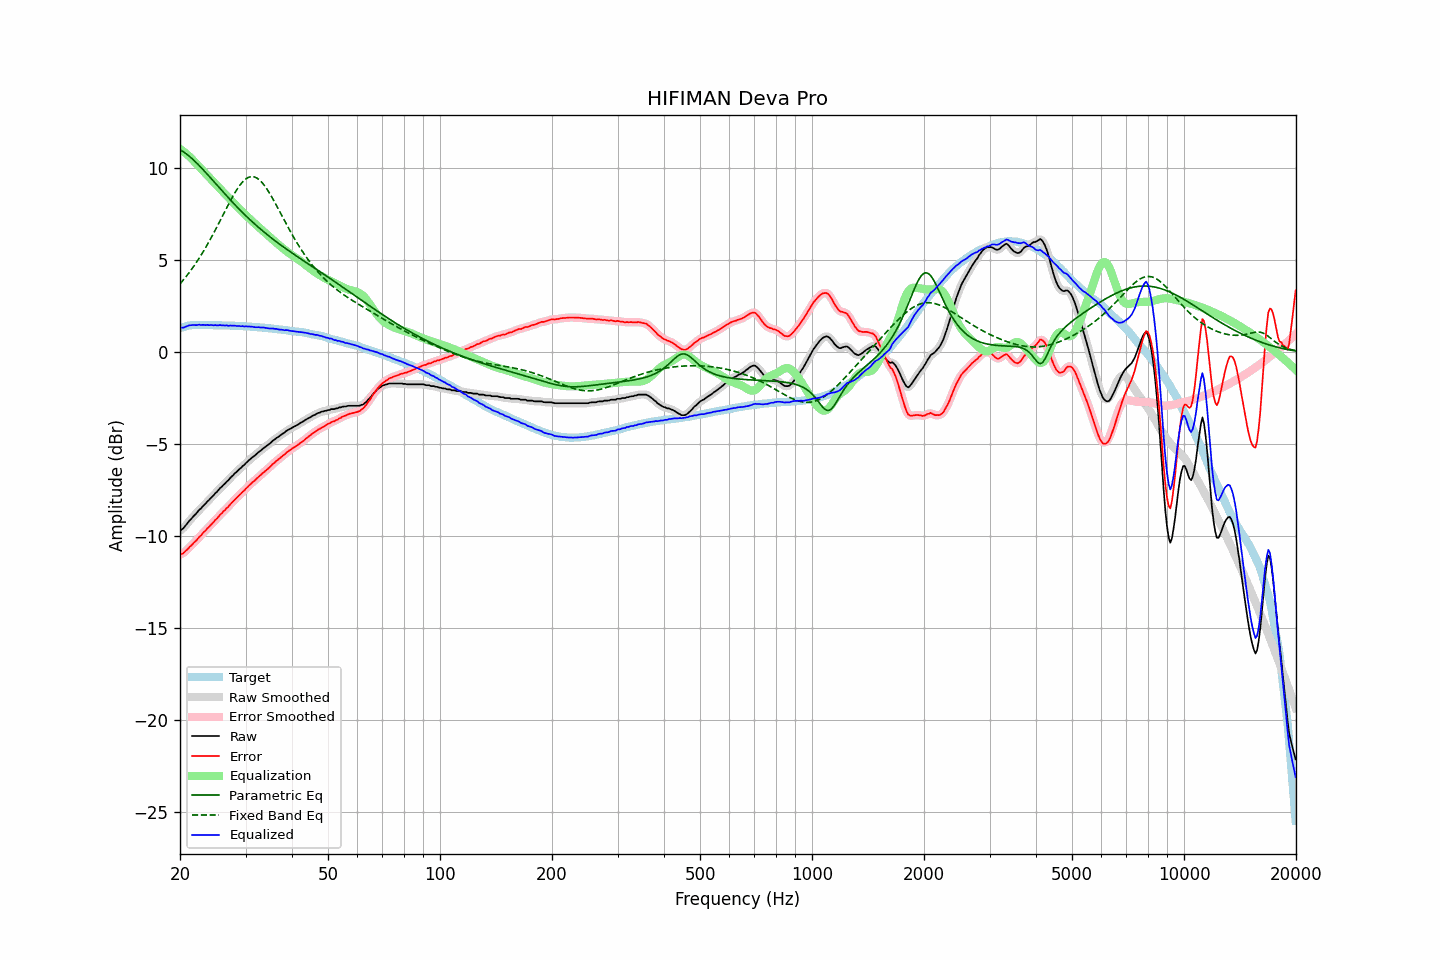 HIFIMAN Deva Pro
Amplitude (dBr)
10
5
0
−5
−10
−15
−20
−25
Target
Raw Smoothed
Error Smoothed
Raw
Error
Equalization
Parametric Eq
Fixed Band Eq
Equalized
20 50 100 200 500 1000 2000 5000 10000 20000
Frequency (Hz)